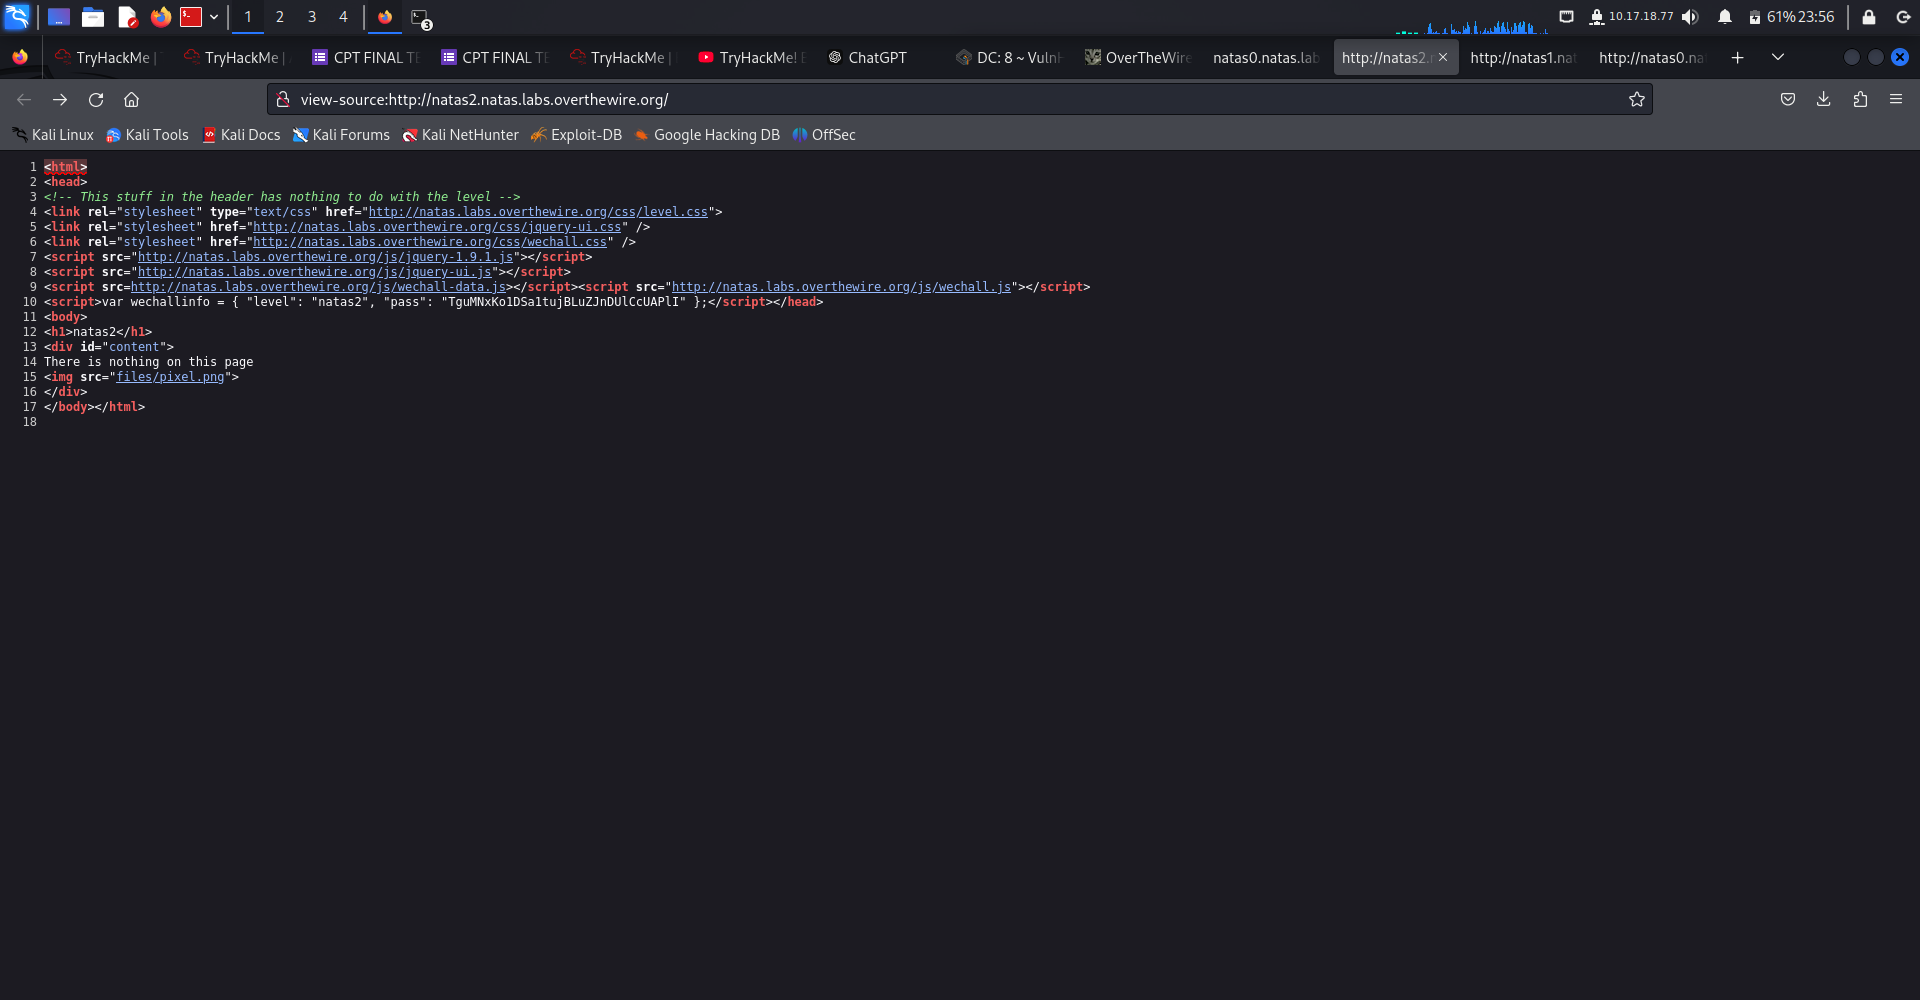 1 2 3 4 3 10.17.18.77 61% 23:56
TryHackMe | TryHackMe | CPT FINAL TE CPT FINAL TE TryHackMe | TryHackMe! ChatGPT DC: 8 ~ Vuln OverTheWire natas0.natas.lab http://natas2. http://natas1.nat http://natas0.na
view-source:http://natas2.natas.labs.overthewire.org/
Kali Linux Kali Tools Kali Docs Kali Forums Kali NetHunter Exploit-DB Google Hacking DB OffSec
1 <html>
2 <head>
3 <!-- This stuff in the header has nothing to do with the level -->
4 <link rel="stylesheet" type="text/css" href="http://natas.labs.overthewire.org/css/level.css">
5 <link rel="stylesheet" href="http://natas.labs.overthewire.org/css/jquery-ui.css" />
6 <link rel="stylesheet" href="http://natas.labs.overthewire.org/css/wechall.css" />
7 <script src="http://natas.labs.overthewire.org/js/jquery-1.9.1.js"></script>
8 <script src="http://natas.labs.overthewire.org/js/jquery-ui.js"></script>
9 <script src=http://natas.labs.overthewire.org/js/wechall-data.js></script><script src="http://natas.labs.overthewire.org/js/wechall.js"></script>
10 <script>var wechallinfo = { "level": "natas2", "pass": "TguMNxKo1DSa1tujBLuZJnDUlCcUAPlI" };</script></head>
11 <body>
12 <h1>natas2</h1>
13 <div id="content">
14 There is nothing on this page
15 <img src="files/pixel.png">
16 </div>
17 </body></html>
18